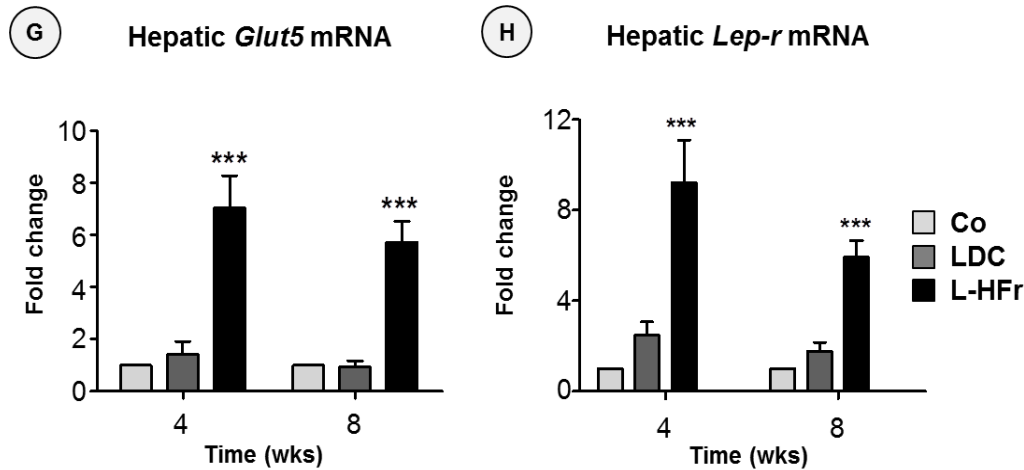 G
Hepatic Glut5 mRNA
Fold change
10
8
6
4
2
0
***
***
4
8
Time (wks)
H
Hepatic Lep-r mRNA
Fold change
12
8
4
0
***
***
4
8
Time (wks)
Co
LDC
L-HFr